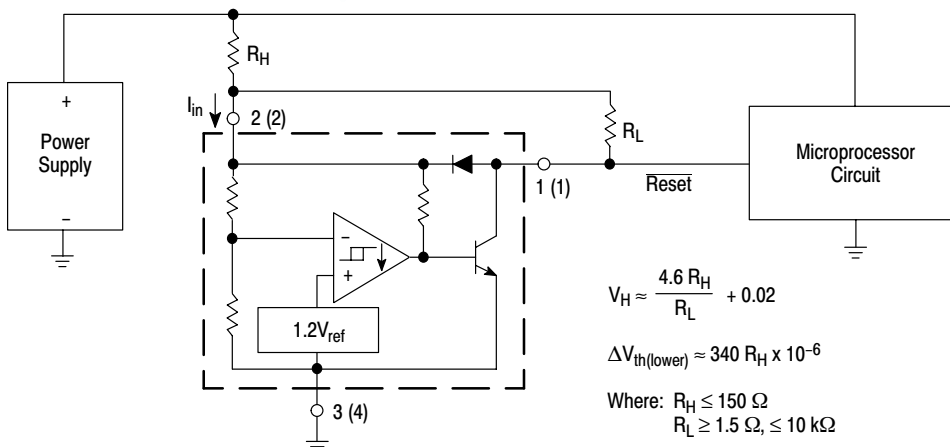 R_H
I_in
2 (2)
R_L
+
Power
Supply
−
1 (1)
Reset
Microprocessor
Circuit
−
+
1.2V_ref
3 (4)
V_H ≈ 4.6 R_H / R_L + 0.02
ΔV_th(lower) ≈ 340 R_H x 10^−6
Where: R_H ≤ 150 Ω
R_L ≥ 1.5 Ω, ≤ 10 kΩ